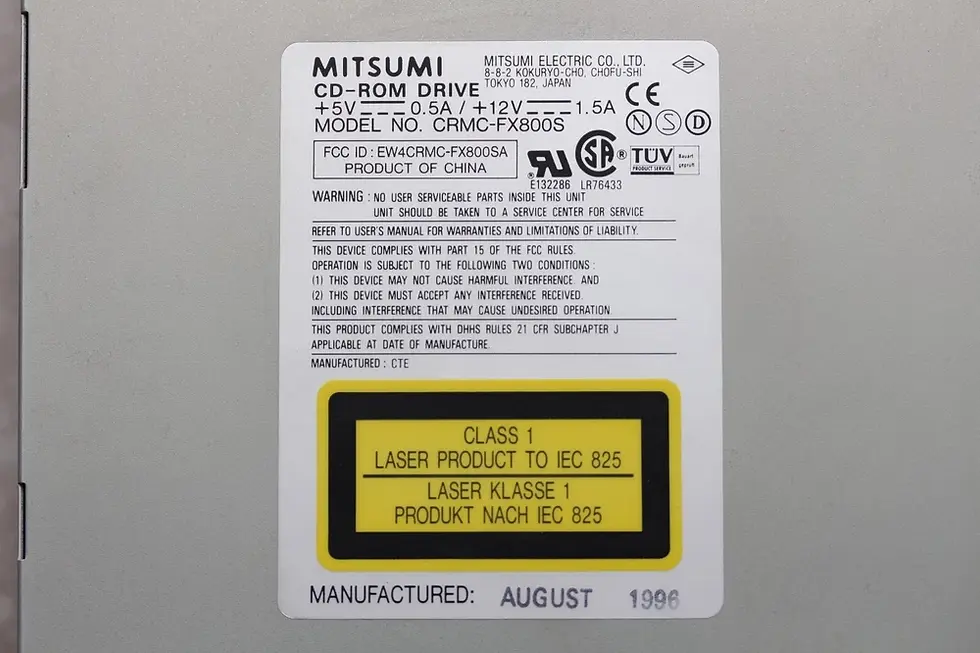 MITSUMI
CD-ROM DRIVE
MITSUMI ELECTRIC CO., LTD.
8-8-2 KOKURYO-CHO, CHOFU-SHI
TOKYO 182, JAPAN
+5V 0.5A / +12V 1.5A
MODEL NO. CRMC-FX800S
CE
N S D
FCC ID : EW4CRMC-FX800SA
PRODUCT OF CHINA
RU ®
E132286
SA ®
LR76433
TÜV
PRODUCT SERVICE
Bauart
geprüft
WARNING : NO USER SERVICEABLE PARTS INSIDE THIS UNIT
UNIT SHOULD BE TAKEN TO A SERVICE CENTER FOR SERVICE
REFER TO USER'S MANUAL FOR WARRANTIES AND LIMITATIONS OF LIABILITY.
THIS DEVICE COMPLIES WITH PART 15 OF THE FCC RULES.
OPERATION IS SUBJECT TO THE FOLLOWING TWO CONDITIONS :
(1) THIS DEVICE MAY NOT CAUSE HARMFUL INTERFERENCE. AND
(2) THIS DEVICE MUST ACCEPT ANY INTERFERENCE RECEIVED.
INCLUDING INTERFERENCE THAT MAY CAUSE UNDESIRED OPERATION.
THIS PRODUCT COMPLIES WITH DHHS RULES 21 CFR SUBCHAPTER J
APPLICABLE AT DATE OF MANUFACTURE.
MANUFACTURED : CTE
CLASS 1
LASER PRODUCT TO IEC 825
LASER KLASSE 1
PRODUKT NACH IEC 825
MANUFACTURED: AUGUST 1996